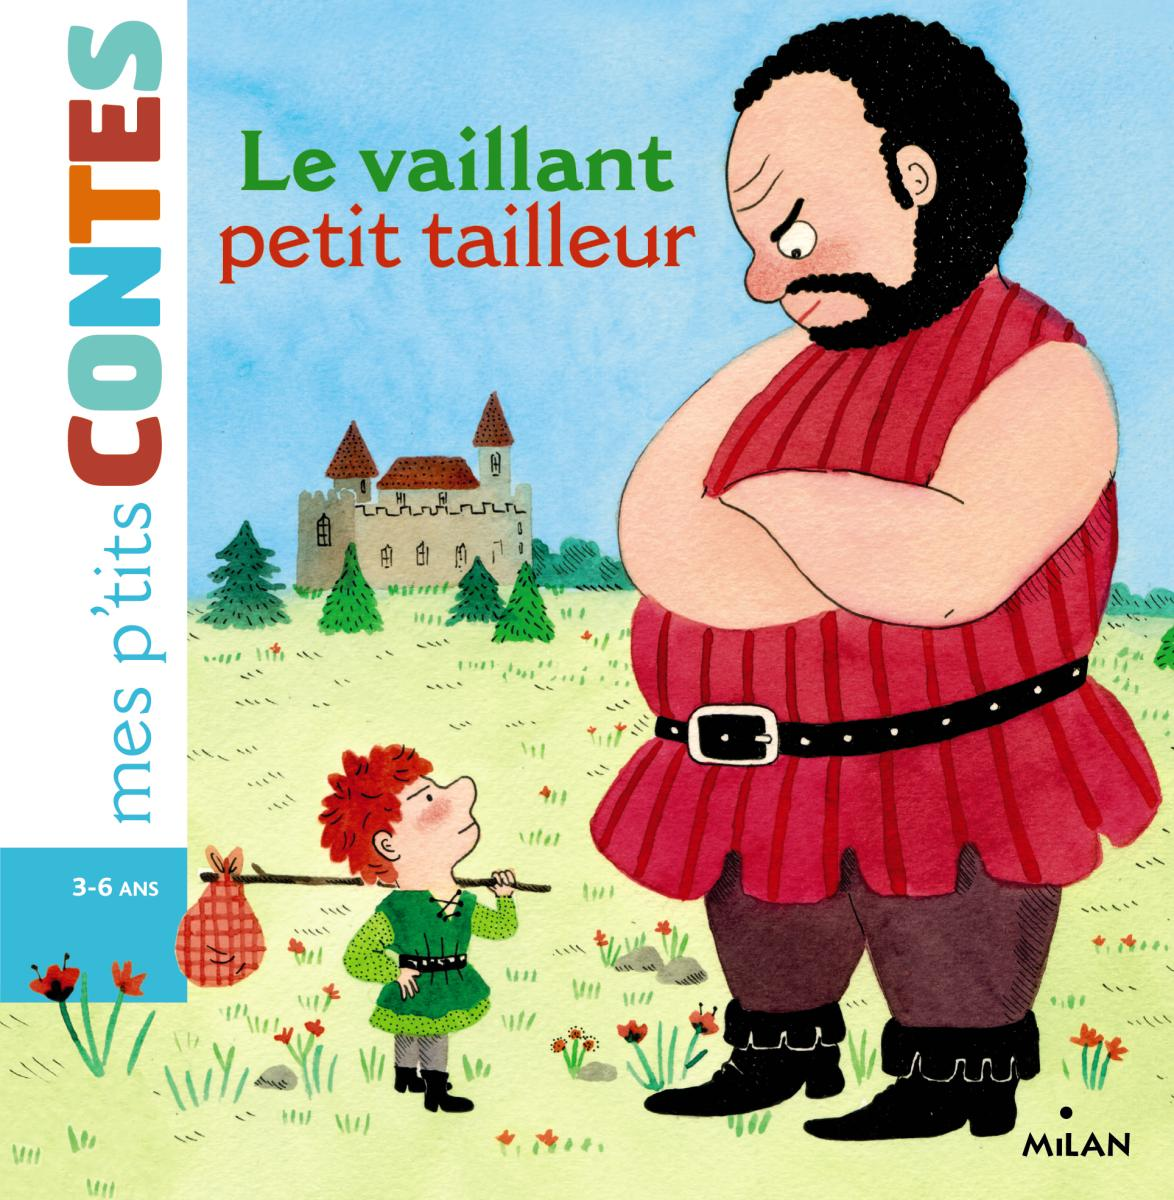 mes p'tits CONTES
Le vaillant
petit tailleur
3-6 ANS
MiLAN